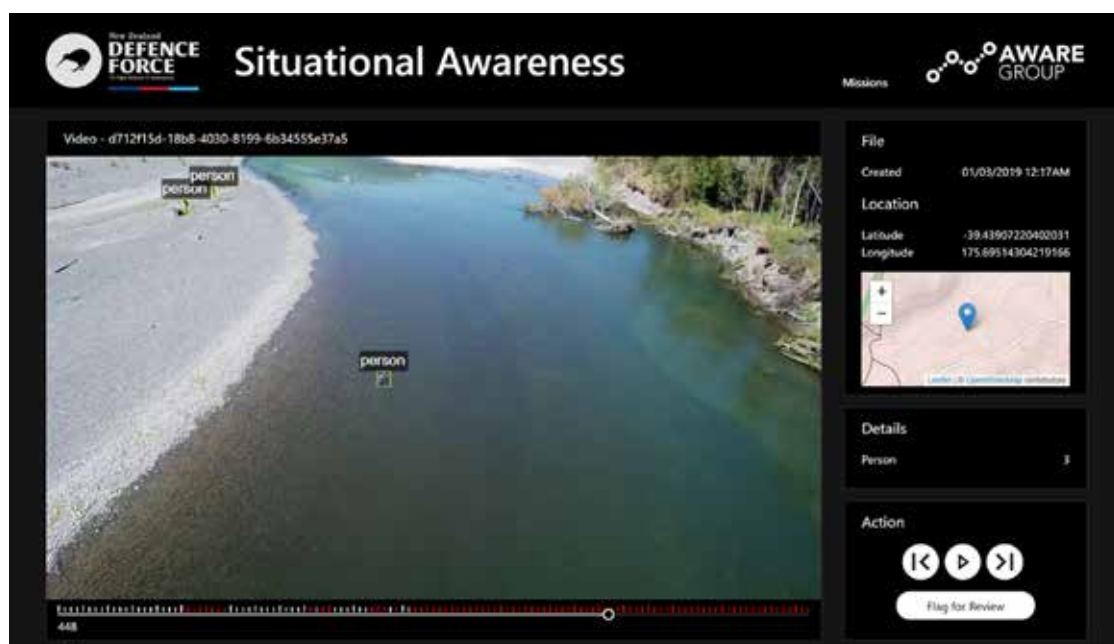 New Zealand
DEFENCE
FORCE
Situational Awareness
Missions
AWARE
GROUP
Video - d712f15d-18b8-4030-8199-6b34555e37a5
person
person
person
448
File
Created 01/03/2019 12:17AM
Location
Latitude -39.43907220402031
Longitude 175.69514304219166
+
−
Leaflet | © OpenStreetMap contributors
Details
Person 3
Action
Flag for Review